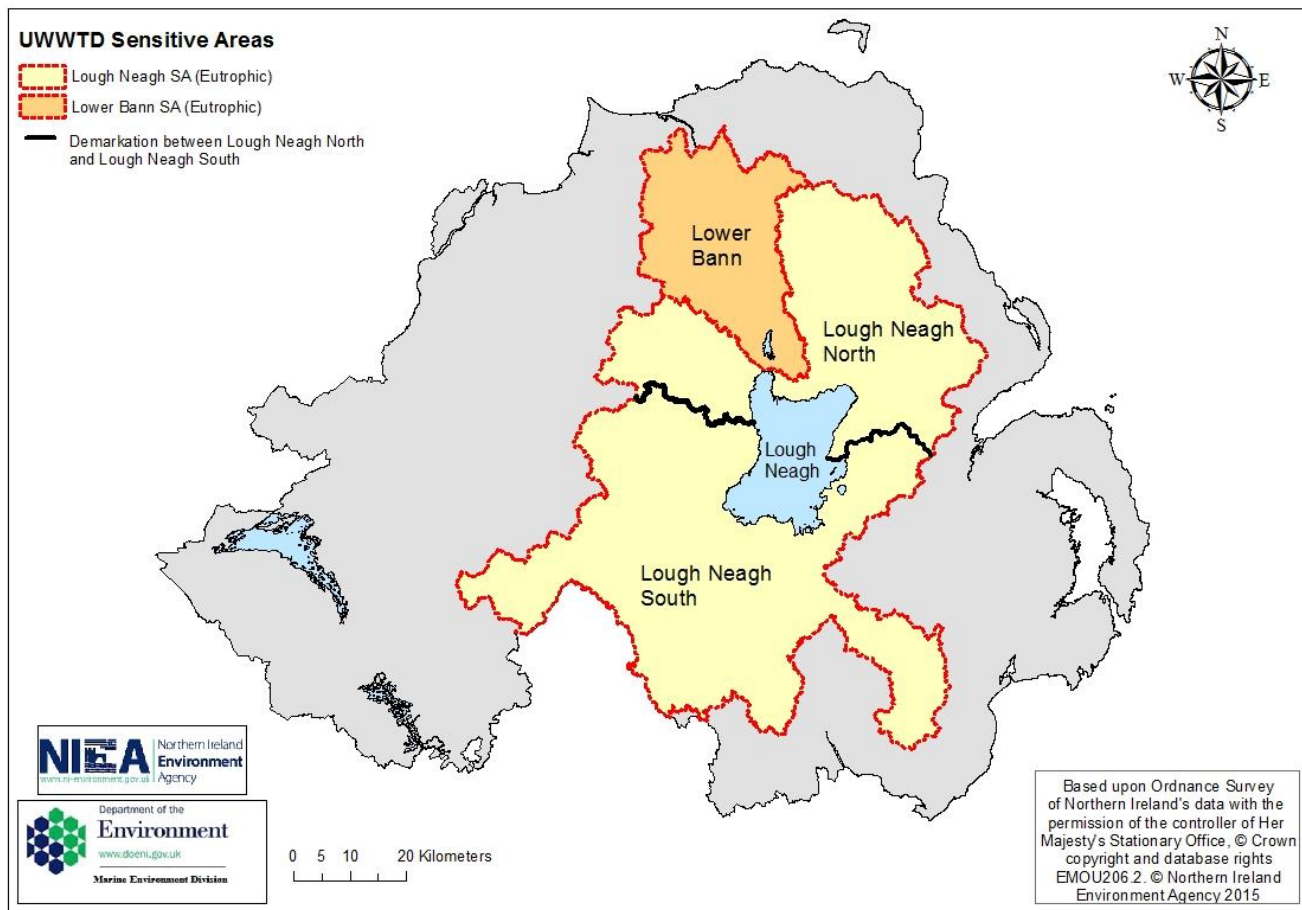 UWWTD Sensitive Areas
Lough Neagh SA (Eutrophic)
Lower Bann SA (Eutrophic)
Demarkation between Lough Neagh North
and Lough Neagh South
N
W
E
S
Lower
Bann
Lough Neagh
North
Lough
Neagh
Lough Neagh
South
NIEA
www.ni-environment.gov.uk
Northern Ireland
Environment
Agency
Department of the
Environment
www.doeni.gov.uk
Marine Environment Division
0 5 10 20 Kilometers
Based upon Ordnance Survey
of Northern Ireland's data with the
permission of the controller of Her
Majesty's Stationary Office, © Crown
copyright and database rights
EMOU206.2. © Northern Ireland
Environment Agency 2015